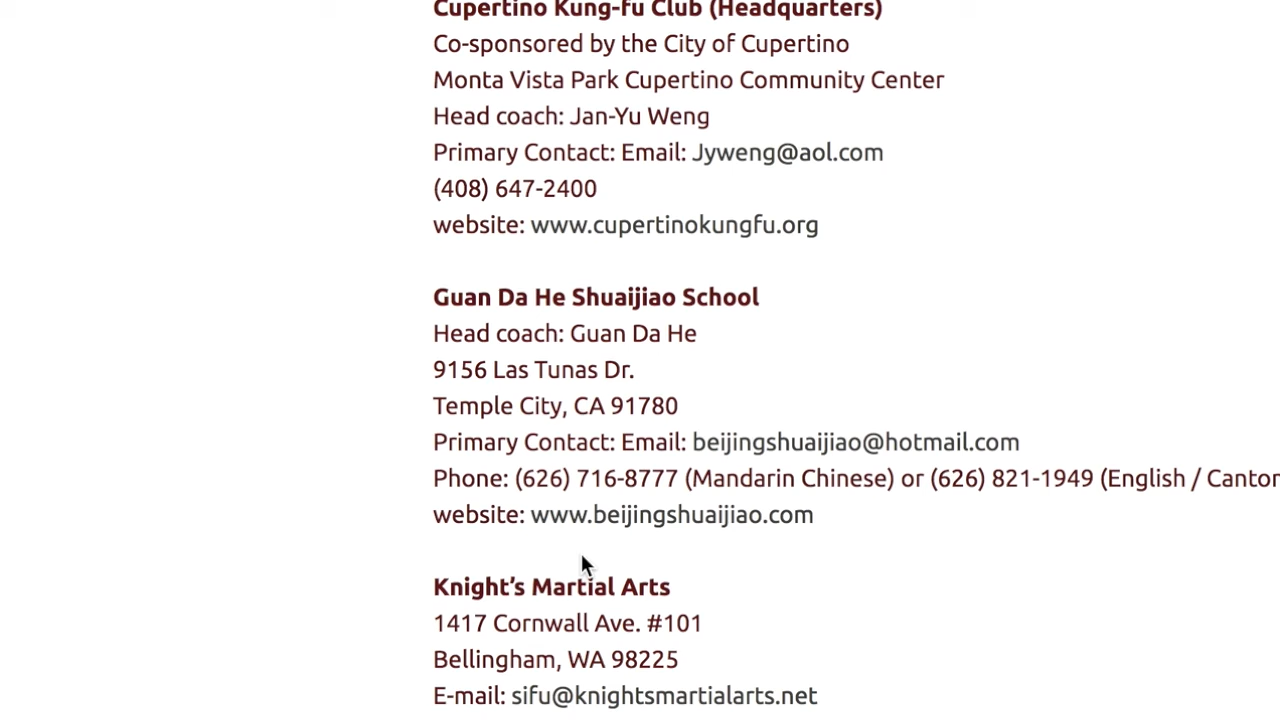 Cupertino Kung-fu Club (Headquarters)
Co-sponsored by the City of Cupertino
Monta Vista Park Cupertino Community Center
Head coach: Jan-Yu Weng
Primary Contact: Email: Jyweng@aol.com
(408) 647-2400
website: www.cupertinokungfu.org
Guan Da He Shuaijiao School
Head coach: Guan Da He
9156 Las Tunas Dr.
Temple City, CA 91780
Primary Contact: Email: beijingshuaijiao@hotmail.com
Phone: (626) 716-8777 (Mandarin Chinese) or (626) 821-1949 (English / Canton
website: www.beijingshuaijiao.com
Knight’s Martial Arts
1417 Cornwall Ave. #101
Bellingham, WA 98225
E-mail: sifu@knightsmartialarts.net